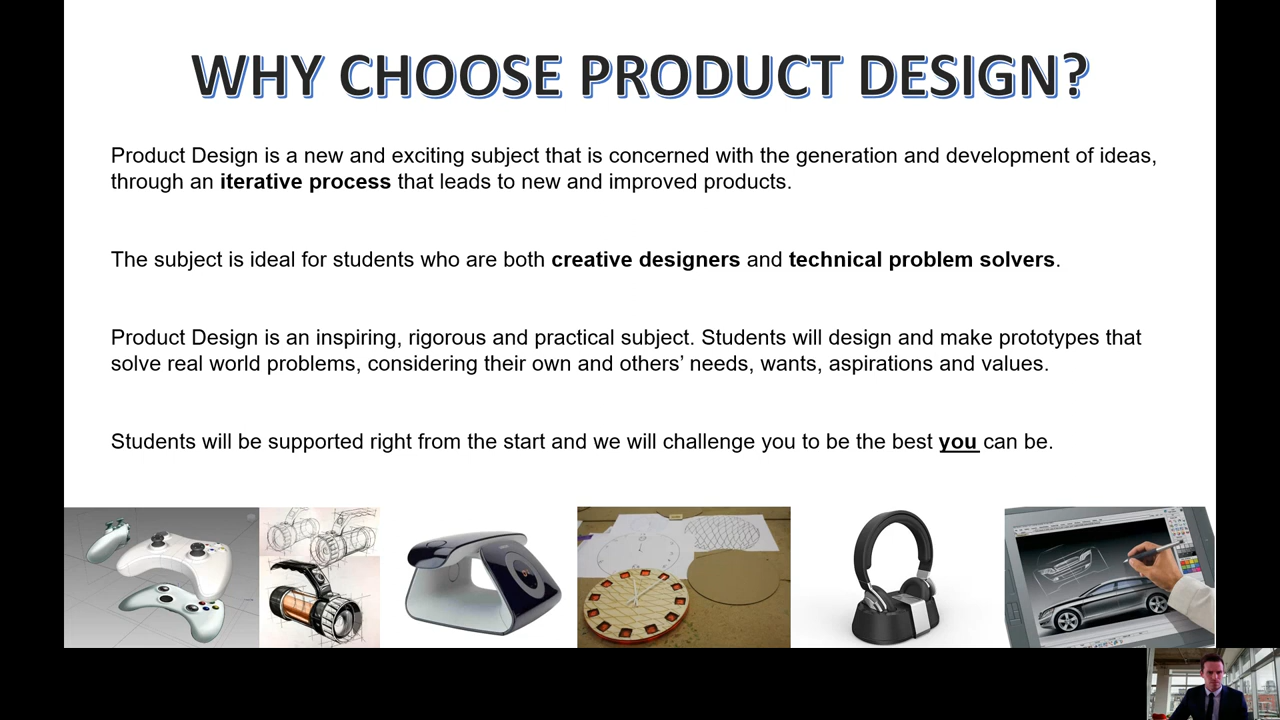 WHY CHOOSE PRODUCT DESIGN?
Product Design is a new and exciting subject that is concerned with the generation and development of ideas,
through an iterative process that leads to new and improved products.
The subject is ideal for students who are both creative designers and technical problem solvers.
Product Design is an inspiring, rigorous and practical subject. Students will design and make prototypes that
solve real world problems, considering their own and others’ needs, wants, aspirations and values.
Students will be supported right from the start and we will challenge you to be the best you can be.